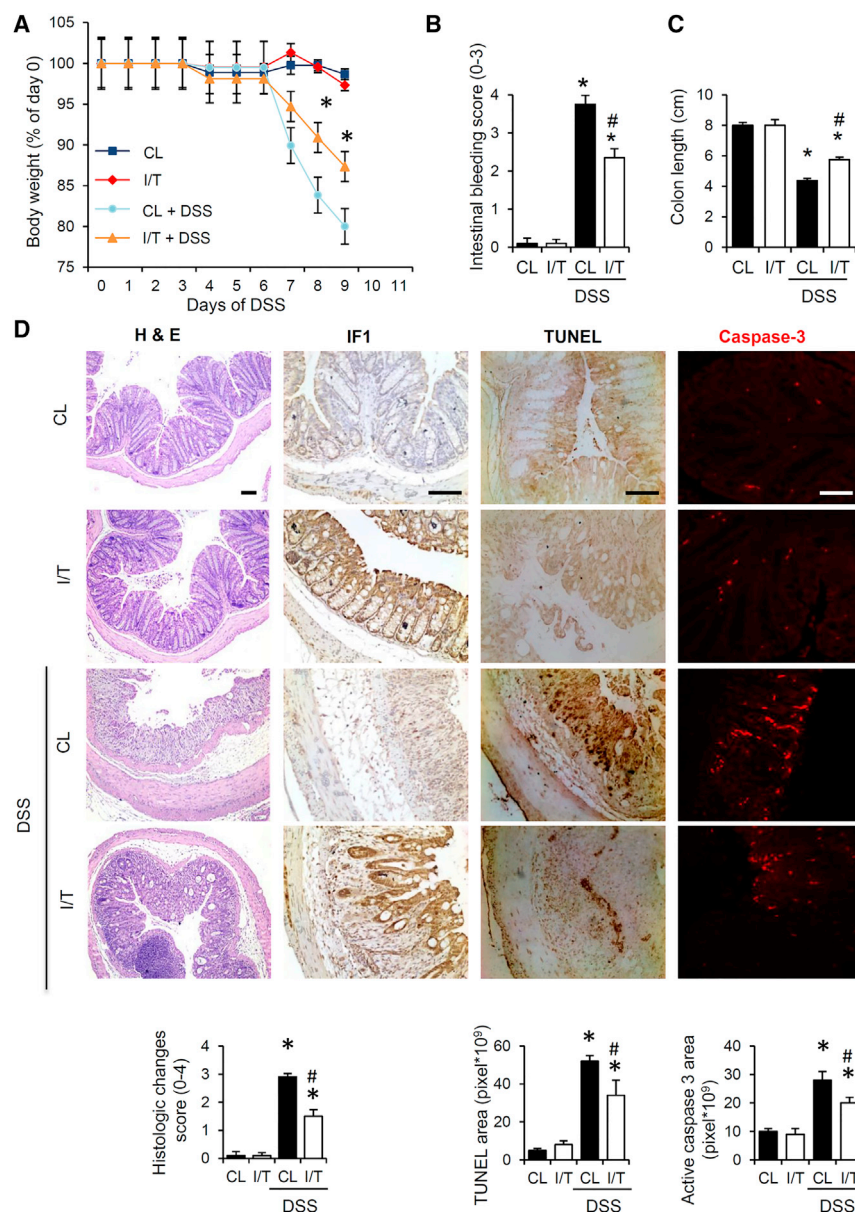 A
105
100
95
90
85
80
75
Body weight (% of day 0)
CL
I/T
CL + DSS
I/T + DSS
*
*
0 1 2 3 4 5 6 7 8 9 10 11
Days of DSS
B
Intestinal bleeding score (0-3)
4
2
0
*
#
*
CL I/T CL I/T
DSS
C
Colon length (cm)
10
8
6
4
2
0
*
#
*
CL I/T CL I/T
DSS
D
H & E IF1 TUNEL Caspase-3
CL
I/T
DSS
CL
I/T
Histologic changes
score (0-4)
4
3
2
1
0
*
#
*
CL I/T CL I/T
DSS
TUNEL area (pixel*10^9)
60
40
20
0
*
#
*
CL I/T CL I/T
DSS
Active caspase 3 area
(pixel*10^9)
40
30
20
10
0
*
#
*
CL I/T CL I/T
DSS